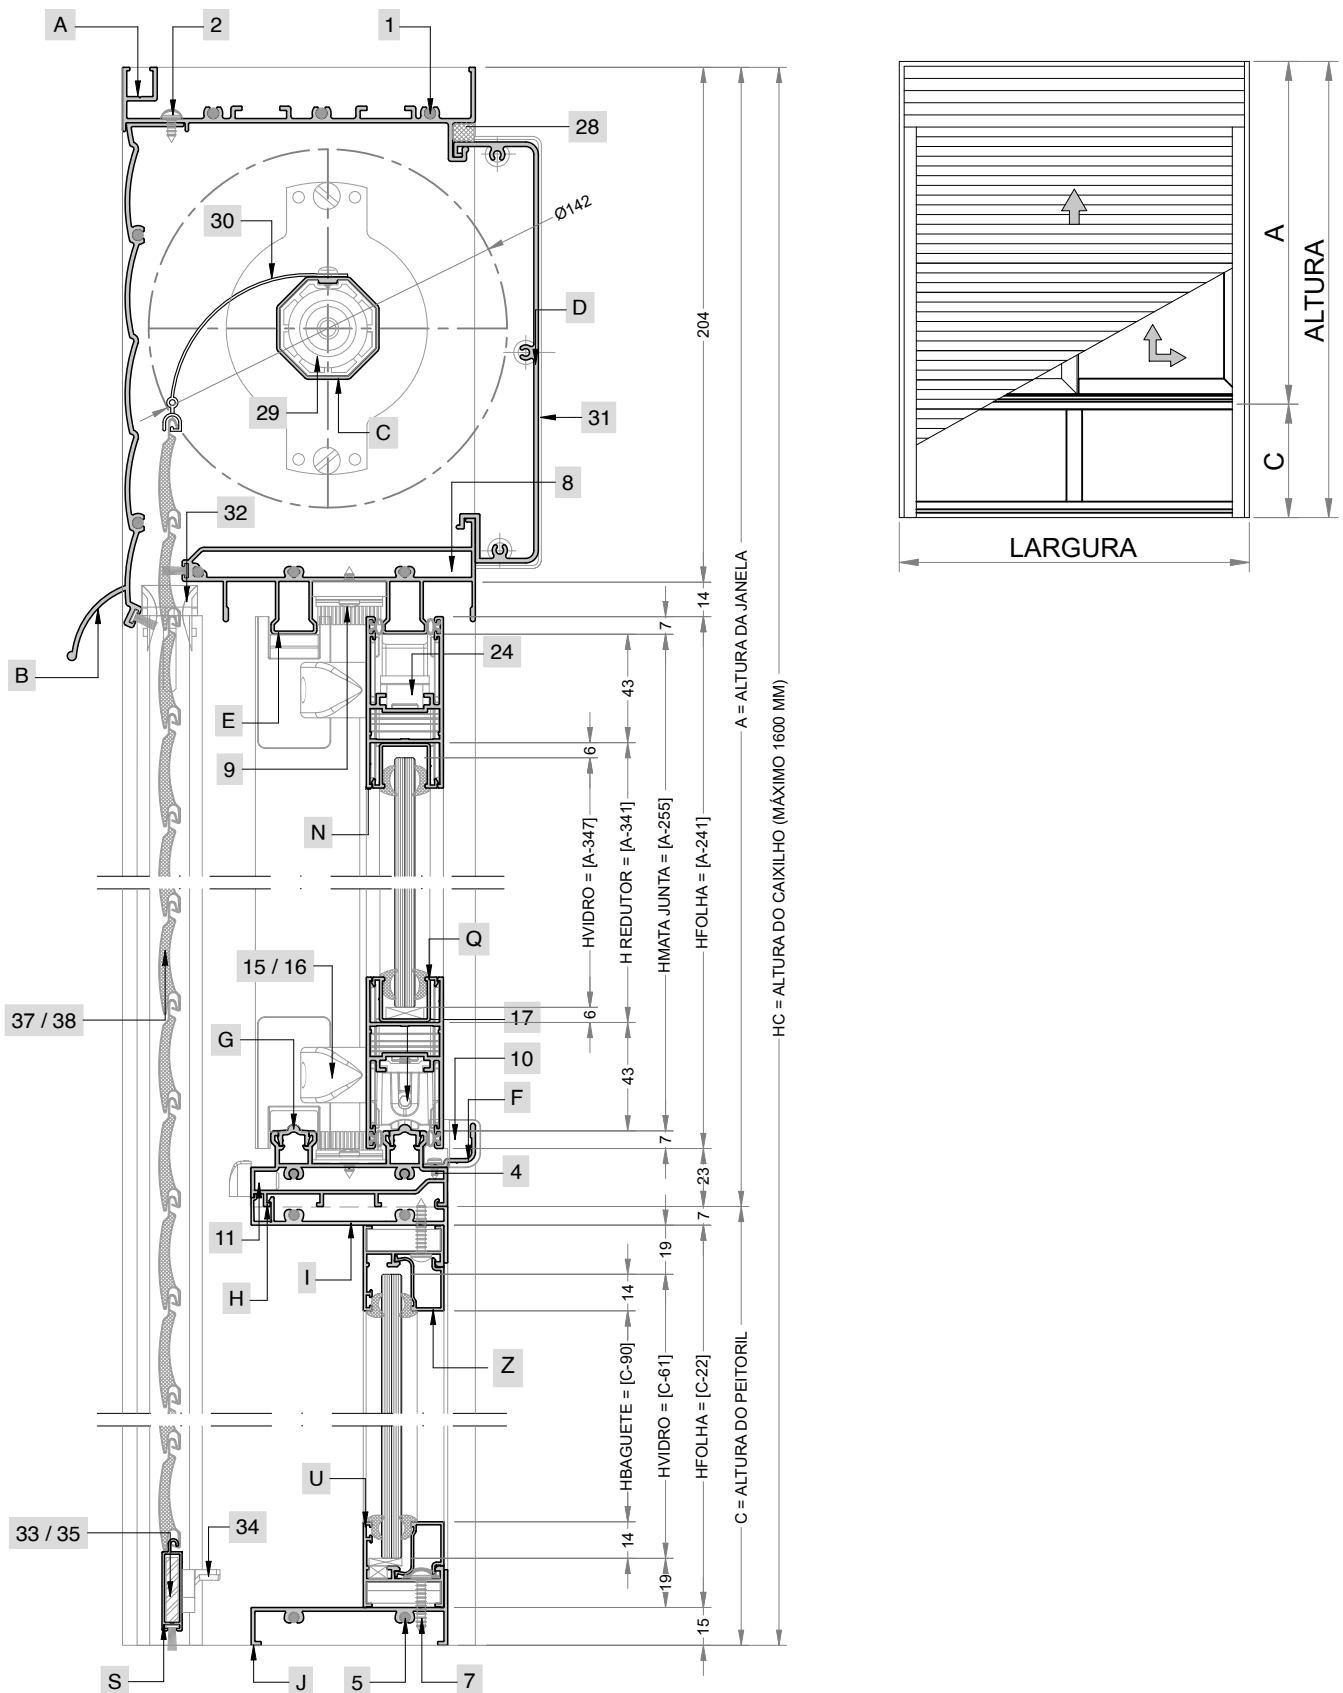 A
2
1
28
30
Ø142
D
29
C
31
8
32
B
E
9
24
N
Q
15 / 16
17
37 / 38
G
10
F
4
11
H
I
Z
U
33 / 35
34
S
J
5
7
204
14
7
43
6
HVIDRO = [A-347]
H REDUTOR = [A-341]
HMATA JUNTA = [A-255]
HFOLHA = [A-241]
6
43
7
23
7
19
14
HBAGUETE = [C-90]
HVIDRO = [C-61]
HFOLHA = [C-22]
14
19
15
A = ALTURA DA JANELA
C = ALTURA DO PEITORIL
HC = ALTURA DO CAIXILHO (MÁXIMO 1600 MM)
A
C
ALTURA
LARGURA